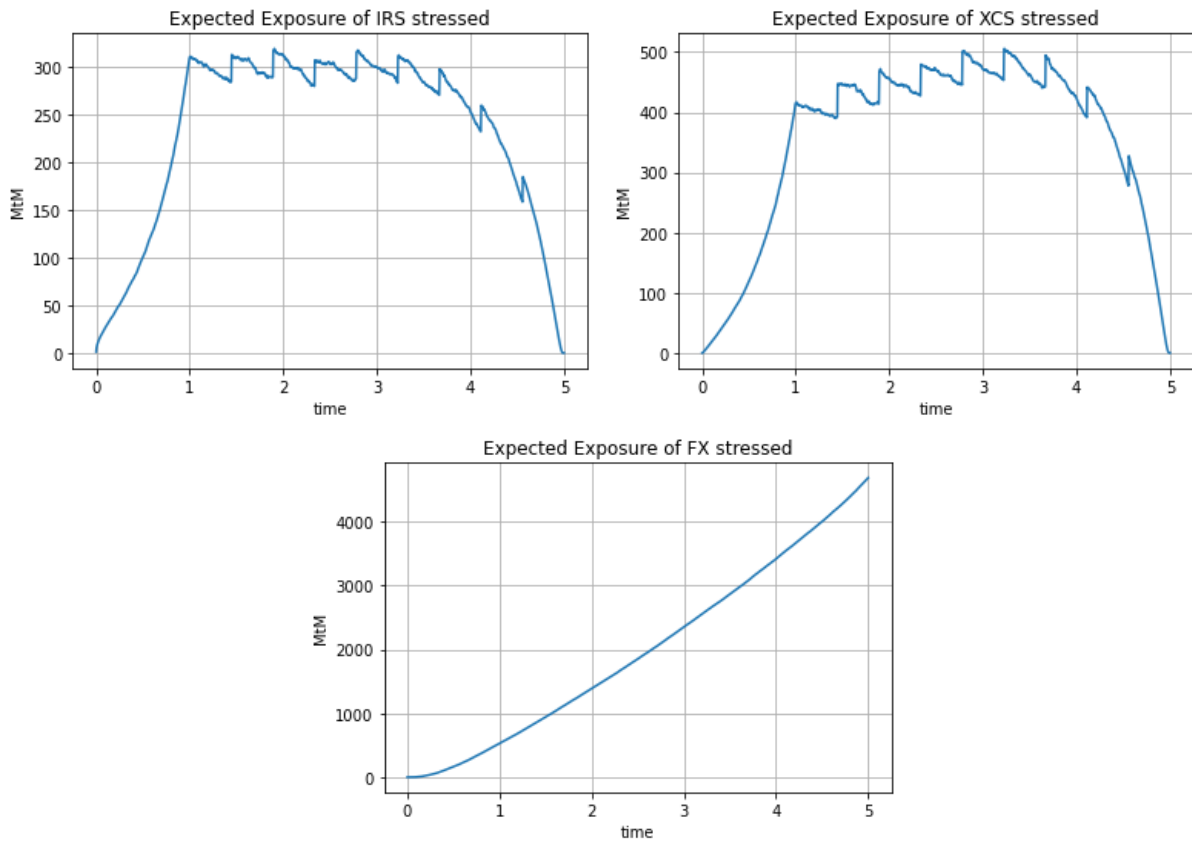 Expected Exposure of IRS stressed
300
250
200
150
100
50
0
MtM
0 1 2 3 4 5
time
Expected Exposure of XCS stressed
500
400
300
200
100
0
MtM
0 1 2 3 4 5
time
Expected Exposure of FX stressed
4000
3000
2000
1000
0
MtM
0 1 2 3 4 5
time